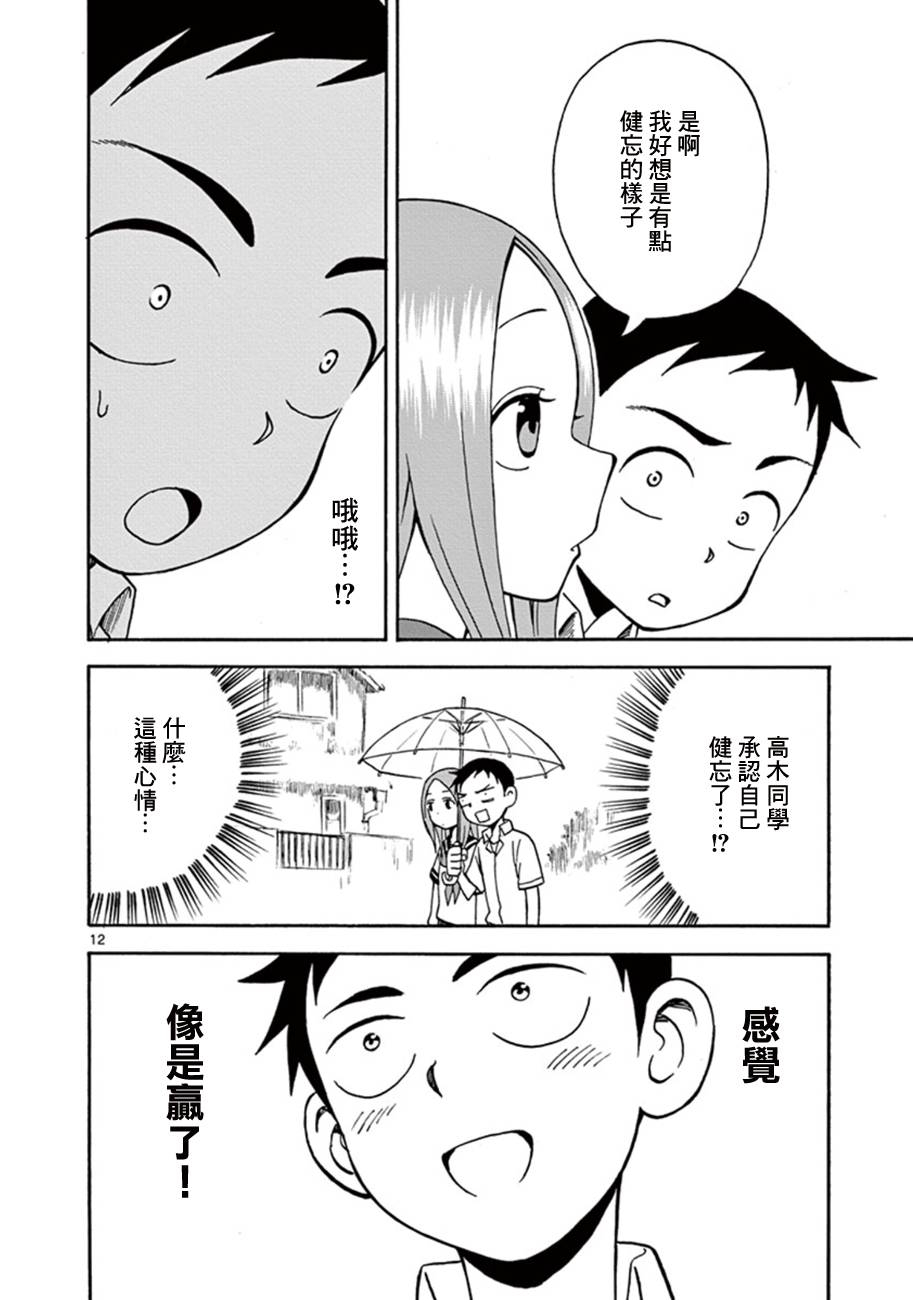 是啊
我好想是有點
健忘的樣子
哦哦…!?
高木同學
承認自己
健忘了…!?
什麼…
這種心情…
12
感覺
像是贏了！